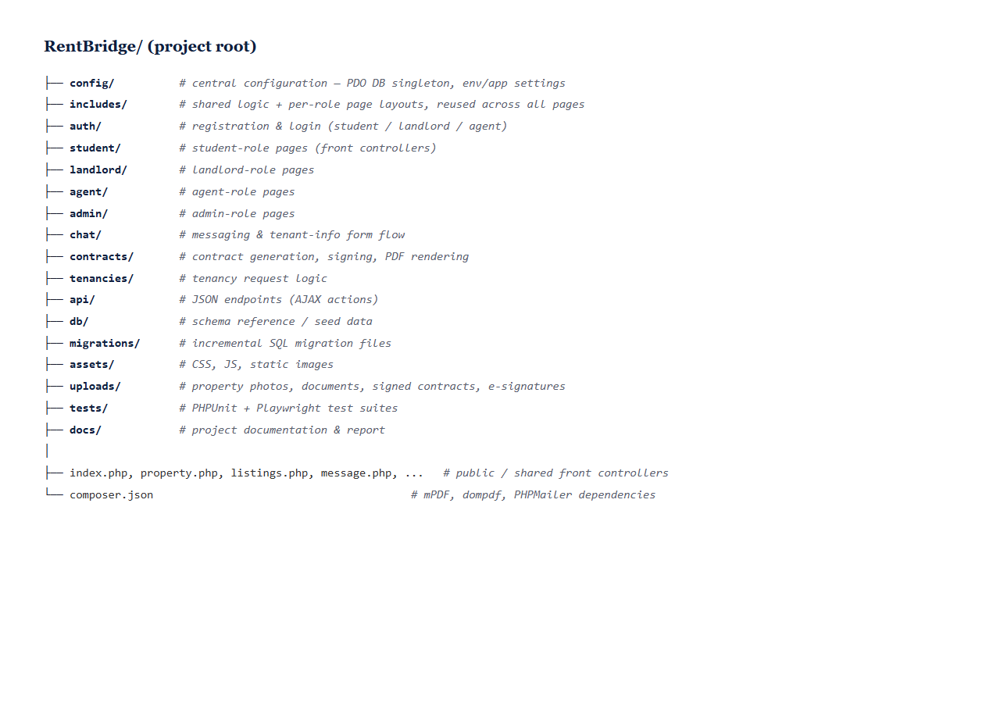 RentBridge/ (project root)
├── config/ # central configuration — PDO DB singleton, env/app settings
├── includes/ # shared logic + per-role page layouts, reused across all pages
├── auth/ # registration & login (student / landlord / agent)
├── student/ # student-role pages (front controllers)
├── landlord/ # landlord-role pages
├── agent/ # agent-role pages
├── admin/ # admin-role pages
├── chat/ # messaging & tenant-info form flow
├── contracts/ # contract generation, signing, PDF rendering
├── tenancies/ # tenancy request logic
├── api/ # JSON endpoints (AJAX actions)
├── db/ # schema reference / seed data
├── migrations/ # incremental SQL migration files
├── assets/ # CSS, JS, static images
├── uploads/ # property photos, documents, signed contracts, e-signatures
├── tests/ # PHPUnit + Playwright test suites
├── docs/ # project documentation & report
│
├── index.php, property.php, listings.php, message.php, ... # public / shared front controllers
└── composer.json # mPDF, dompdf, PHPMailer dependencies